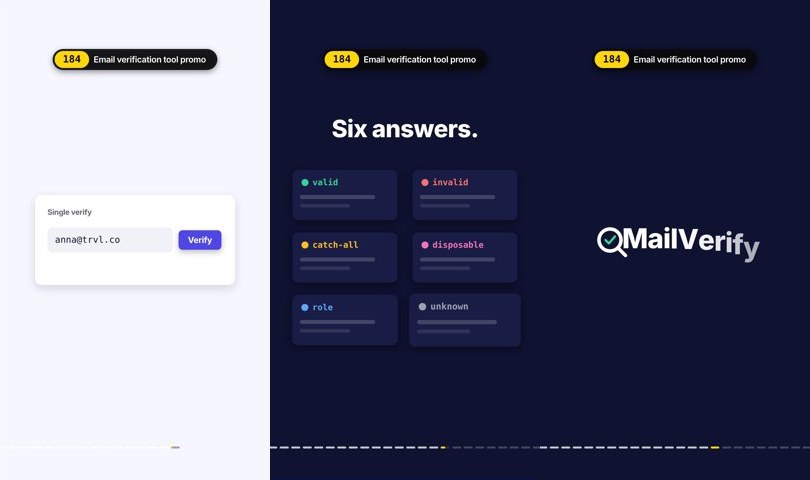 184 Email verification tool promo
Single verify
anna@trvl.co Verify
184 Email verification tool promo
Six answers.
valid invalid
catch-all disposable
role unknown
184 Email verification tool promo
MailVerify